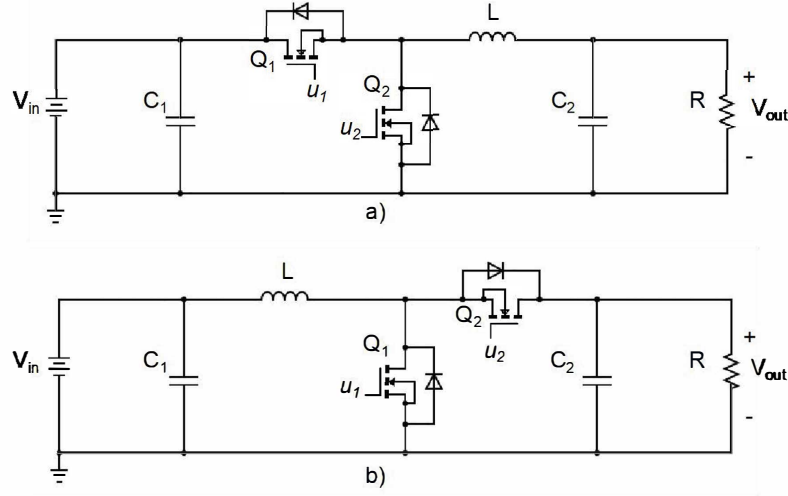 L
Q1
u1
Vin
C1
Q2
u2
C2
R
+
Vout
-
a)
L
Q2
u2
Vin
C1
Q1
u1
C2
R
+
Vout
-
b)